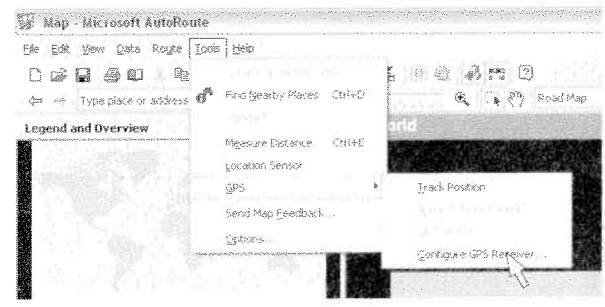 Map - Microsoft AutoRoute
File Edit View Data Route Tools Help
Type place or address
Road Map
Legend and Overview
Find Nearby Places Ctrl+D
Measure Distance Ctrl+E
Location Sensor
GPS
Send Map Feedback...
Options...
Track Position
Configure GPS Receiver...